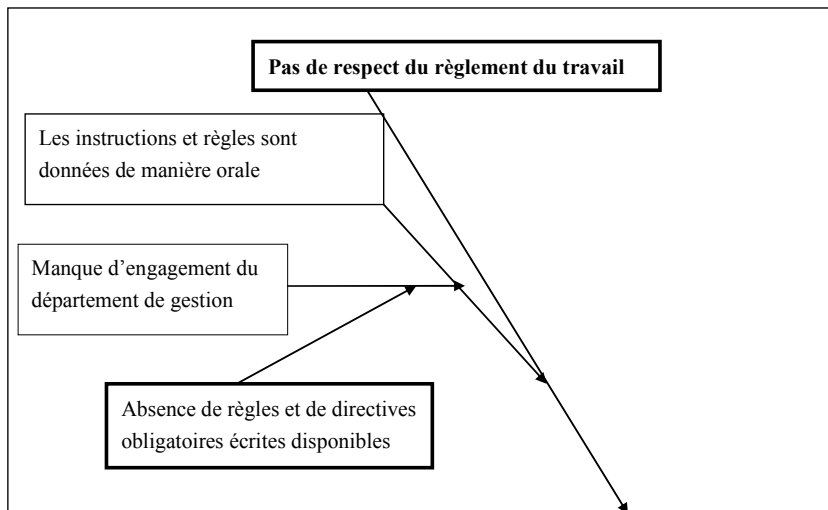 Pas de respect du règlement du travail
Les instructions et règles sont
données de manière orale
Manque d’engagement du
département de gestion
Absence de règles et de directives
obligatoires écrites disponibles